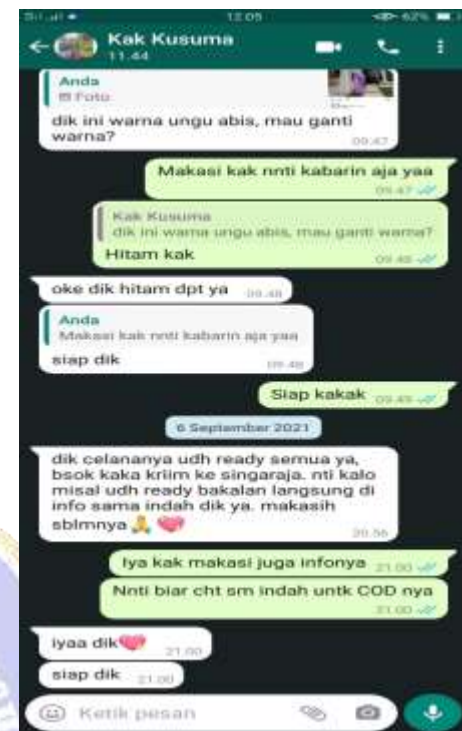 12.05
62%
Kak Kusuma
11.44
Anda
Foto
dik ini warna ungu abis, mau ganti
warna?
09.47
Makasi kak nnti kabarin aja yaa
09.47
Kak Kusuma
dik ini warna ungu abis, mau ganti warna?
Hitam kak
09.48
oke dik hitam dpt ya
09.48
Anda
Makasi kak nnti kabarin aja yaa
siap dik
09.48
Siap kakak
09.49
6 September 2021
dik celananya udh ready semua ya,
bsok kaka kriim ke singaraja. nti kalo
misal udh ready bakalan langsung di
info sama indah dik ya. makasih
sblmnya 🙏 💞
20.56
Iya kak makasi juga infonya
21.00
Nnti biar cht sm indah untk COD nya
21.00
iyaa dik💞
21.00
siap dik
21.00
Ketik pesan